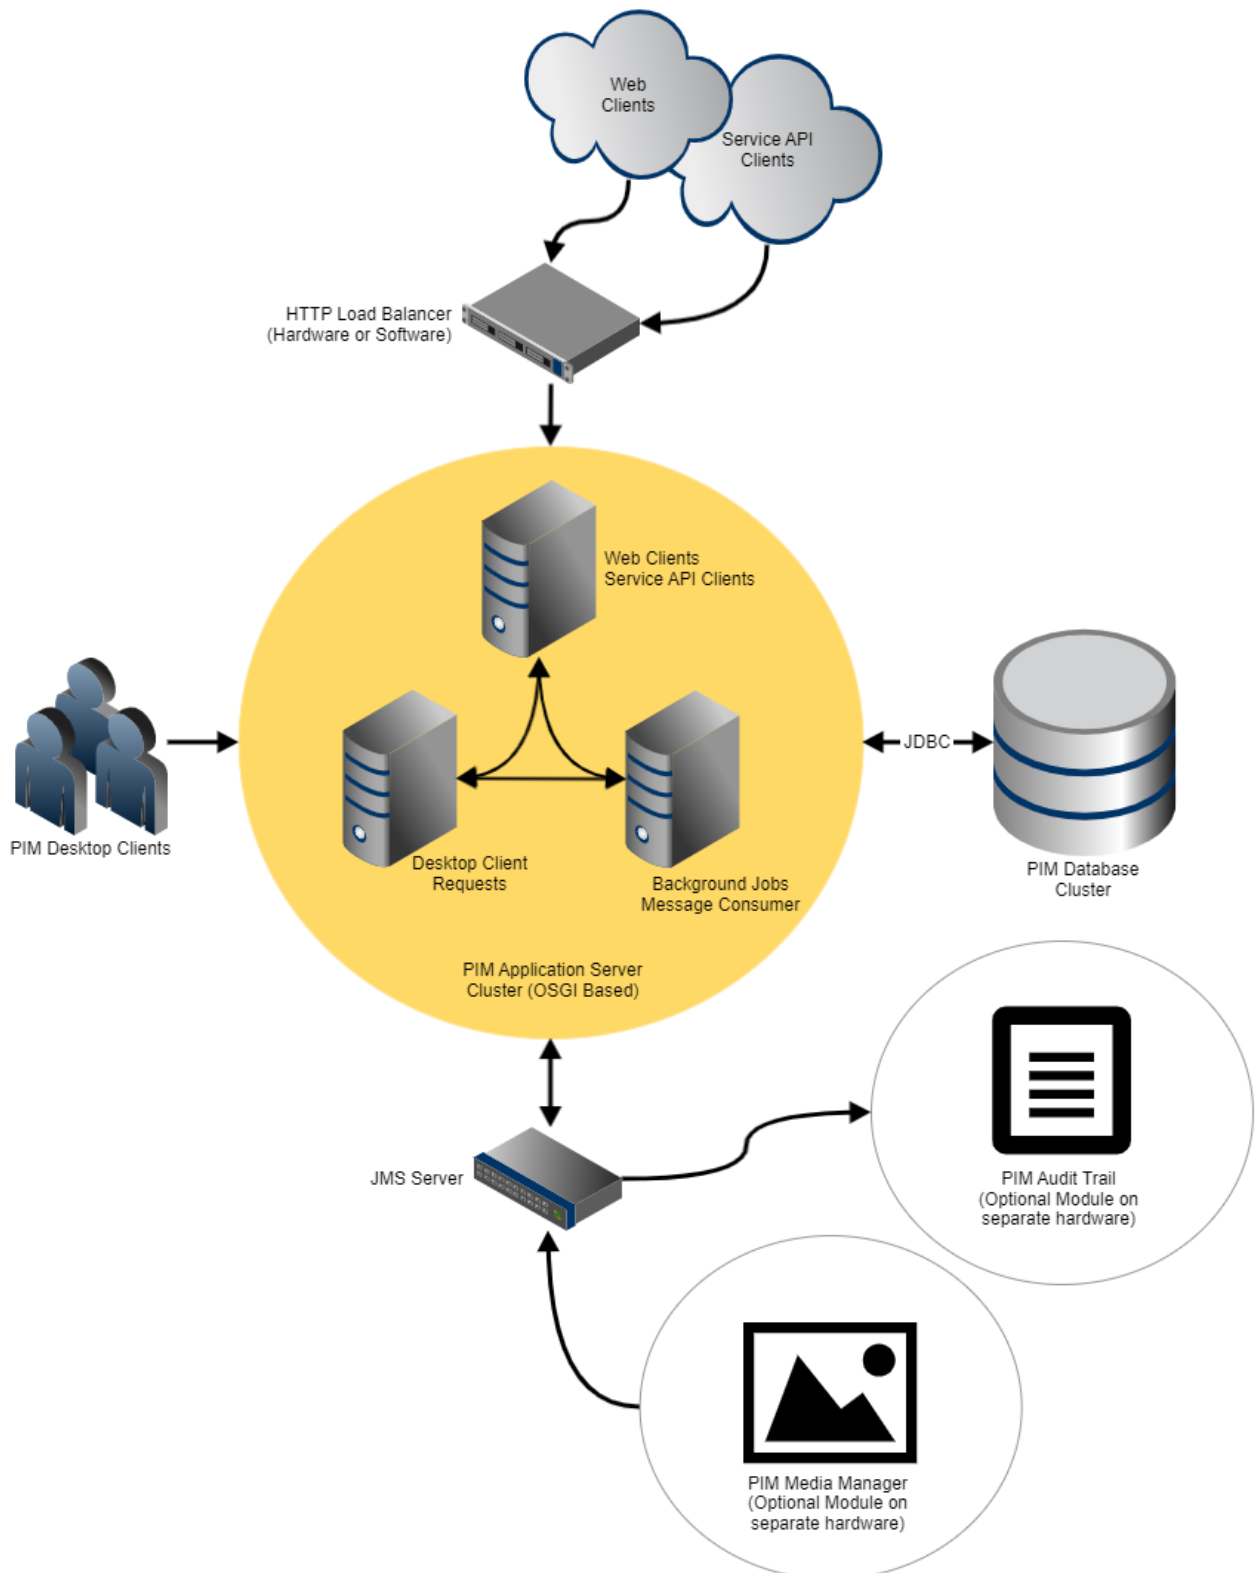 Web
Clients
Service API
Clients
HTTP Load Balancer
(Hardware or Software)
Web Clients
Service API Clients
Desktop Client
Requests
Background Jobs
Message Consumer
PIM Desktop Clients
JDBC
PIM Database
Cluster
PIM Application Server
Cluster (OSGI Based)
JMS Server
PIM Audit Trail
(Optional Module on
separate hardware)
PIM Media Manager
(Optional Module on
separate hardware)